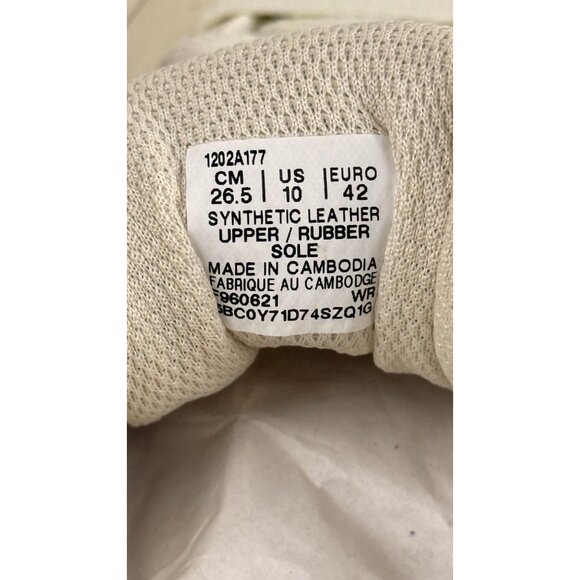 1202A177
CM | US | EURO
26.5 | 10 | 42
SYNTHETIC LEATHER
UPPER / RUBBER
SOLE
MADE IN CAMBODIA
FABRIQUE AU CAMBODGE
F960621 WR
5BC0Y71D74SZQ1G